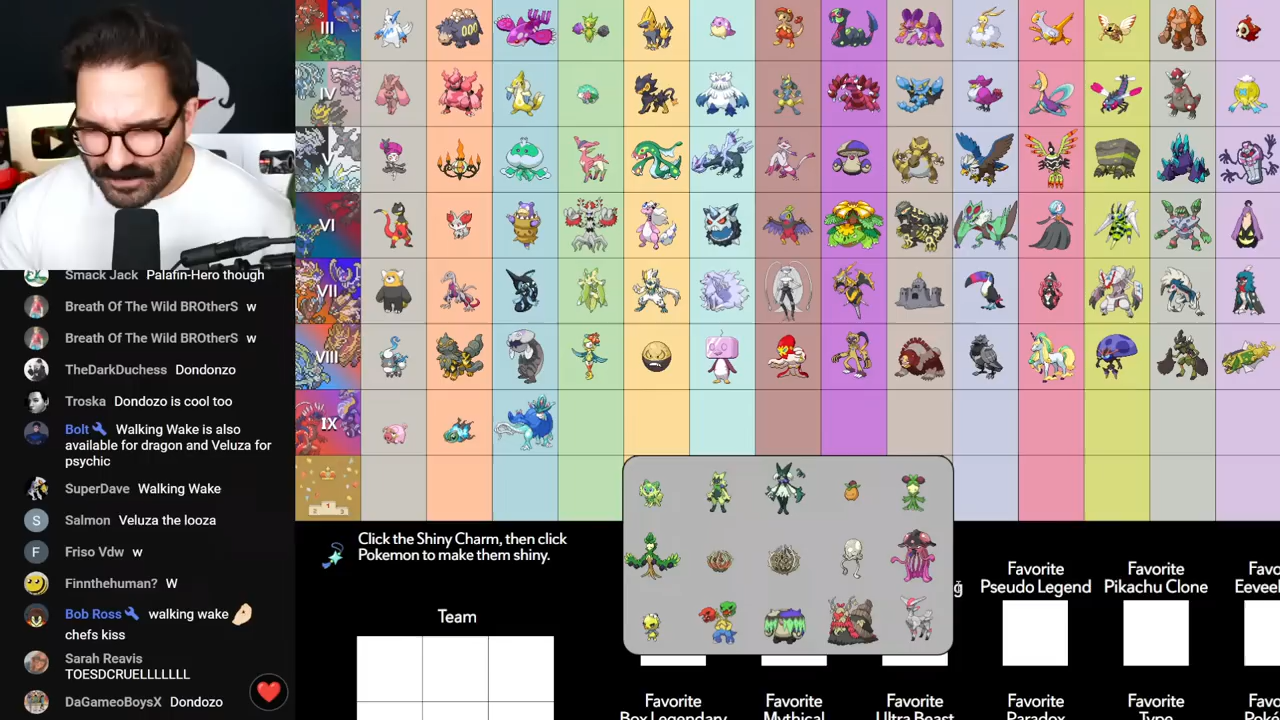 III
IV
V
VI
VII
VIII
IX
Smack Jack Palafin-Hero though
Breath Of The Wild BROtherS w
Breath Of The Wild BROtherS w
TheDarkDuchess Dondonzo
Troska Dondozo is cool too
Bolt Walking Wake is also
available for dragon and Veluza for
psychic
SuperDave Walking Wake
S Salmon Veluza the looza
F Friso Vdw w
Finnthehuman? W
Bob Ross walking wake
chefs kiss
Sarah Reavis
TOESDCRUELLLLLLL
DaGameoBoysX Dondozo
Click the Shiny Charm, then click
Pokemon to make them shiny.
Team
Favorite
Pseudo Legend
Favorite
Pikachu Clone
Favorite
Box Legendary
Favorite
Mythical
Favorite
Ultra Beast
Favorite
Paradox
Favorite
Type